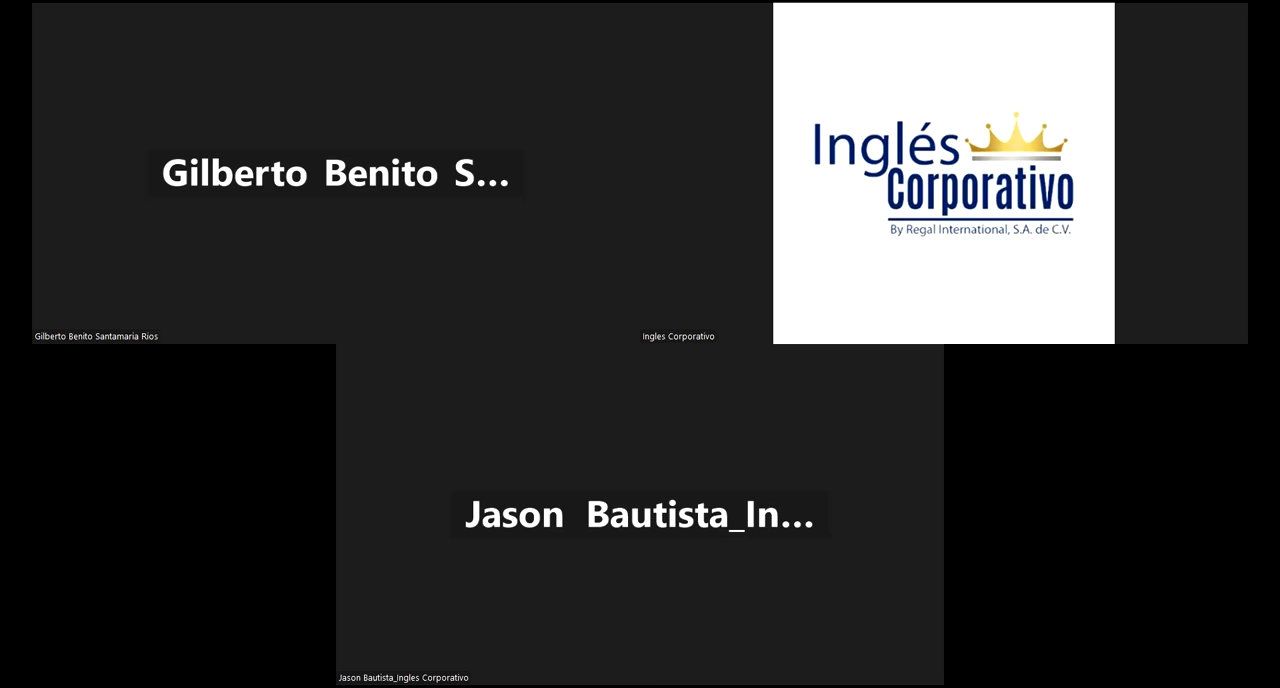 Gilberto Benito S...
Gilberto Benito Santamaria Rios
Inglés
Corporativo
By Regal International, S.A. de C.V.
Ingles Corporativo
Jason Bautista_In...
Jason Bautista_Ingles Corporativo